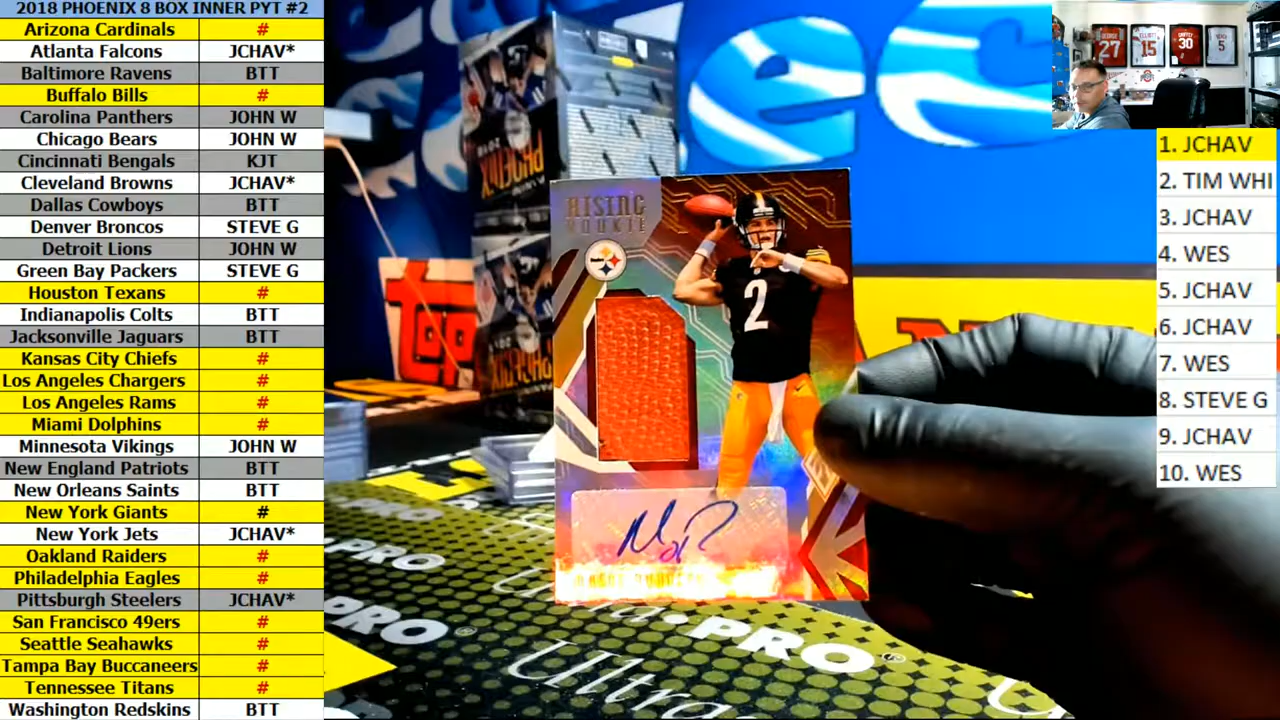 2018 PHOENIX 8 BOX INNER PYT #2
Arizona Cardinals #
Atlanta Falcons JCHAV*
Baltimore Ravens BTT
Buffalo Bills #
Carolina Panthers JOHN W
Chicago Bears JOHN W
Cincinnati Bengals KJT
Cleveland Browns JCHAV*
Dallas Cowboys BTT
Denver Broncos STEVE G
Detroit Lions JOHN W
Green Bay Packers STEVE G
Houston Texans #
Indianapolis Colts BTT
Jacksonville Jaguars BTT
Kansas City Chiefs #
Los Angeles Chargers #
Los Angeles Rams #
Miami Dolphins #
Minnesota Vikings JOHN W
New England Patriots BTT
New Orleans Saints BTT
New York Giants #
New York Jets JCHAV*
Oakland Raiders #
Philadelphia Eagles #
Pittsburgh Steelers JCHAV*
San Francisco 49ers #
Seattle Seahawks #
Tampa Bay Buccaneers #
Tennessee Titans #
Washington Redskins BTT
RISING
ROOKIE
2
PHOENIX
PHOENIX
PRO
PRO
Ultra•PRO®
Ultra
27
15
30
5
1. JCHAV
2. TIM WHI
3. JCHAV
4. WES
5. JCHAV
6. JCHAV
7. WES
8. STEVE G
9. JCHAV
10. WES